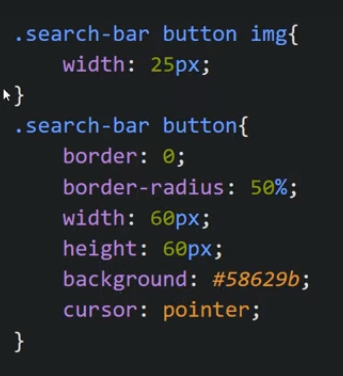 .search-bar button img{
    width: 25px;
}
.search-bar button{
    border: 0;
    border-radius: 50%;
    width: 60px;
    height: 60px;
    background: #58629b;
    cursor: pointer;
}